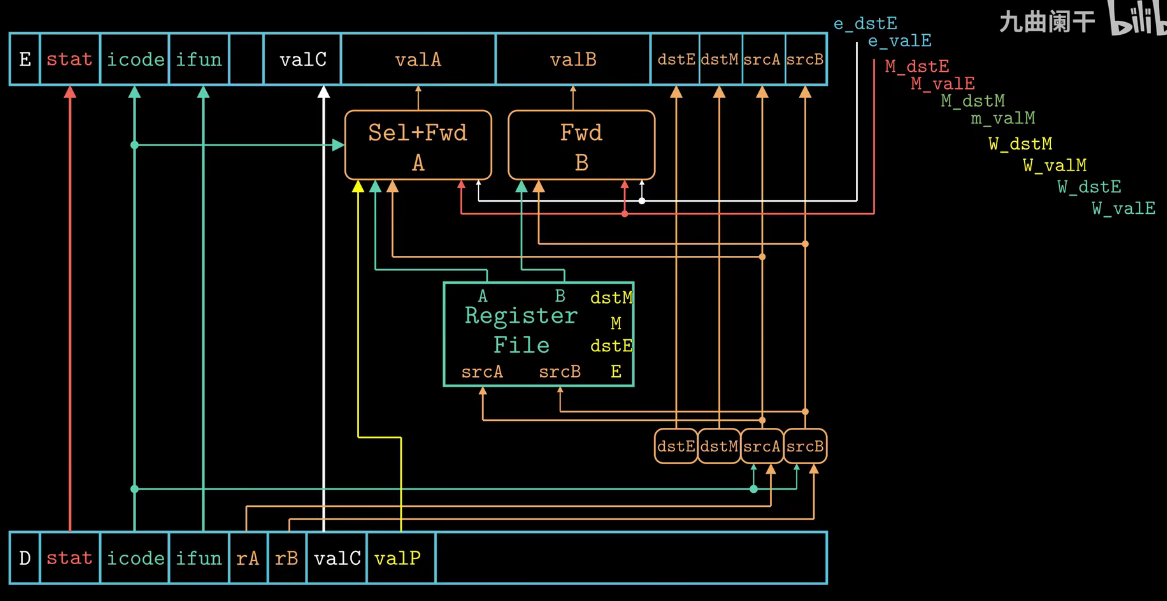 九曲阑干
e_dstE
e_valE
E stat icode ifun valC valA valB dstE dstM srcA srcB
M_dstE
M_valE
M_dstM
m_valM
W_dstM
W_valM
W_dstE
W_valE
Sel+Fwd
A
Fwd
B
A B dstM
Register
M
File
dstE
srcA srcB E
dstE dstM srcA srcB
D stat icode ifun rA rB valC valP